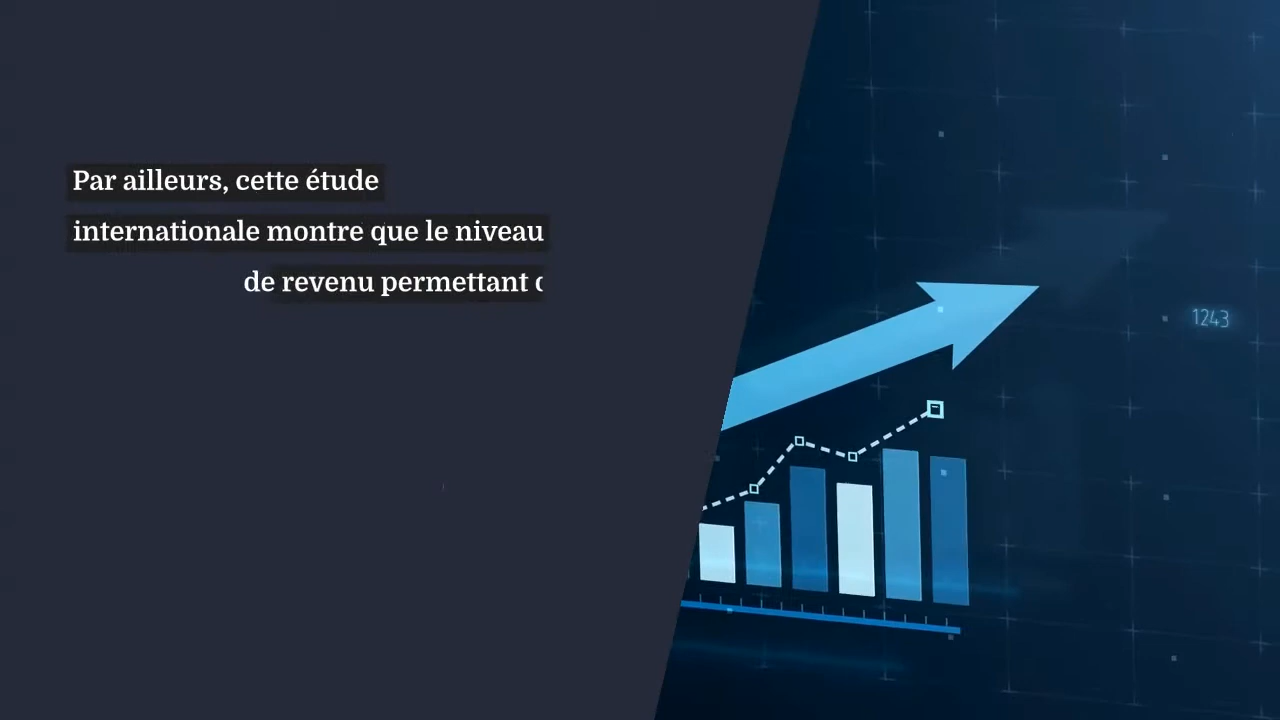 Par ailleurs, cette étude
internationale montre que le niveau
de revenu permettant
1243